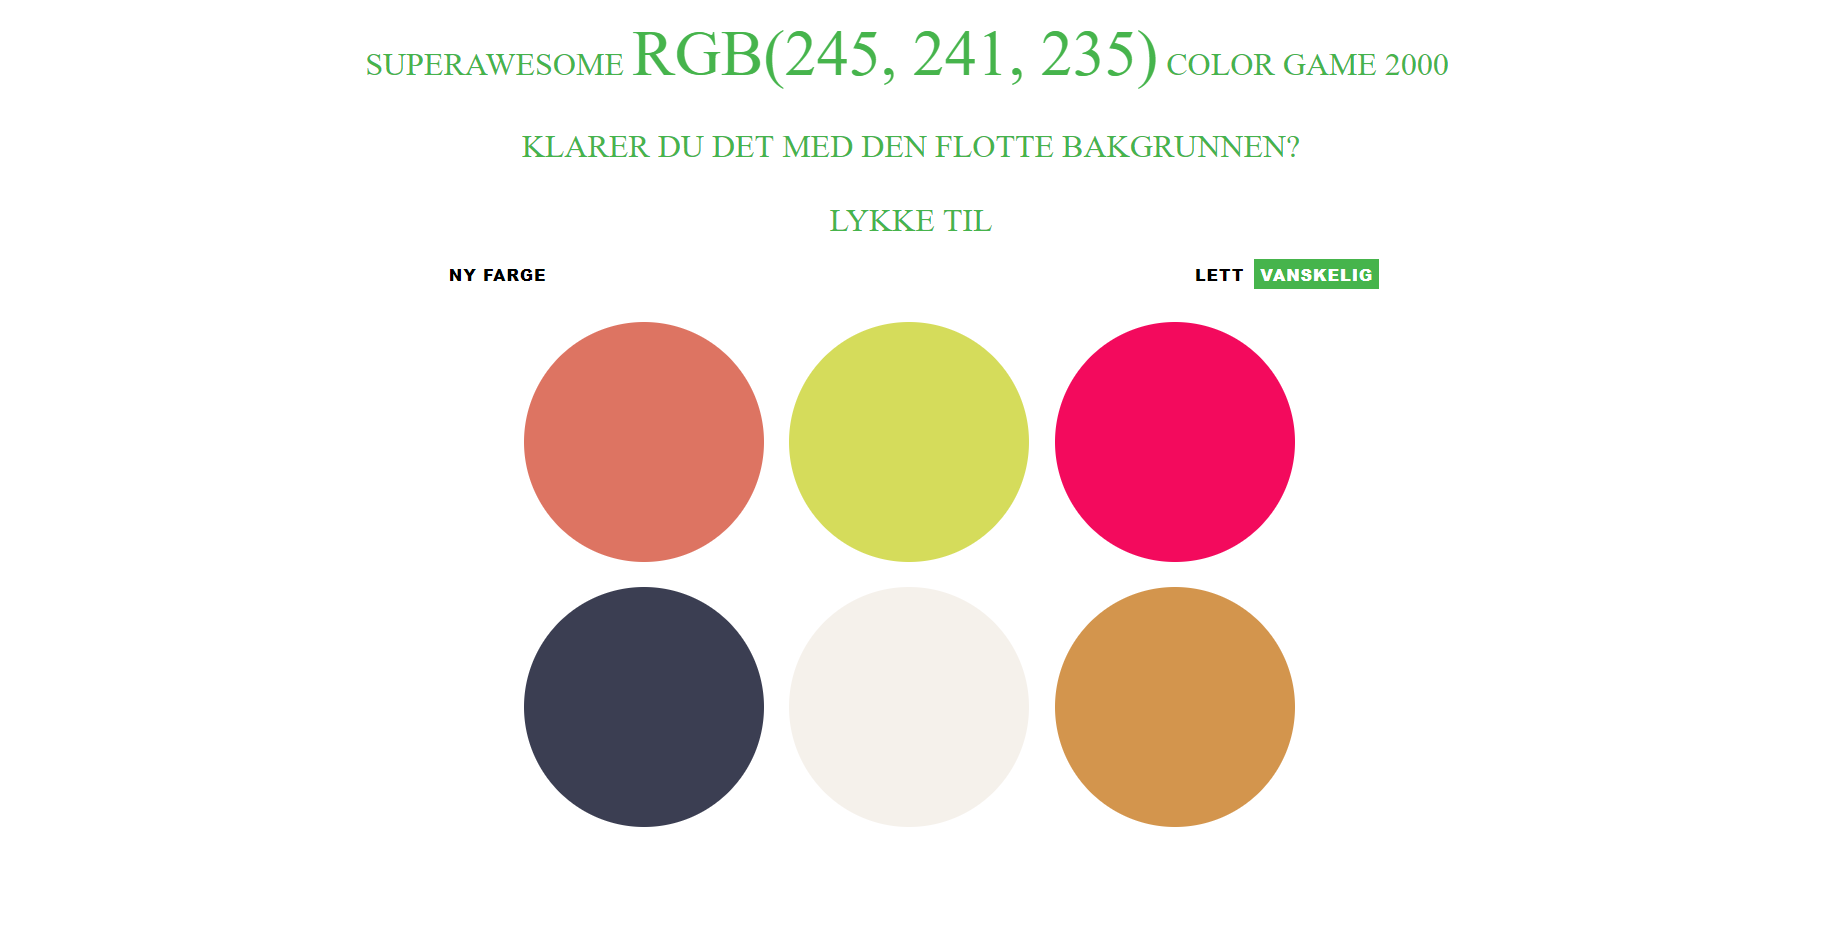 SUPERAWESOME RGB(245, 241, 235) COLOR GAME 2000
KLARER DU DET MED DEN FLOTTE BAKGRUNNEN?
LYKKE TIL
NY FARGE LETT VANSKELIG